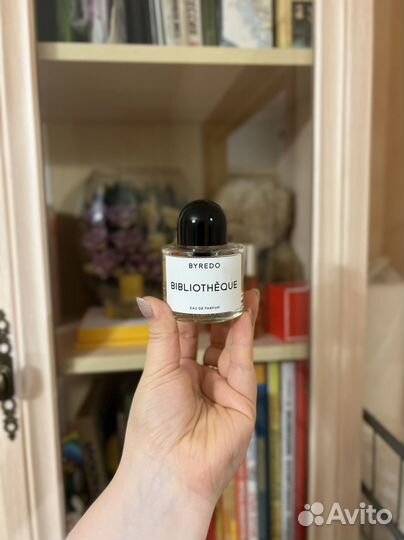 BYREDO
BIBLIOTHÈQUE
EAU DE PARFUM
Avito